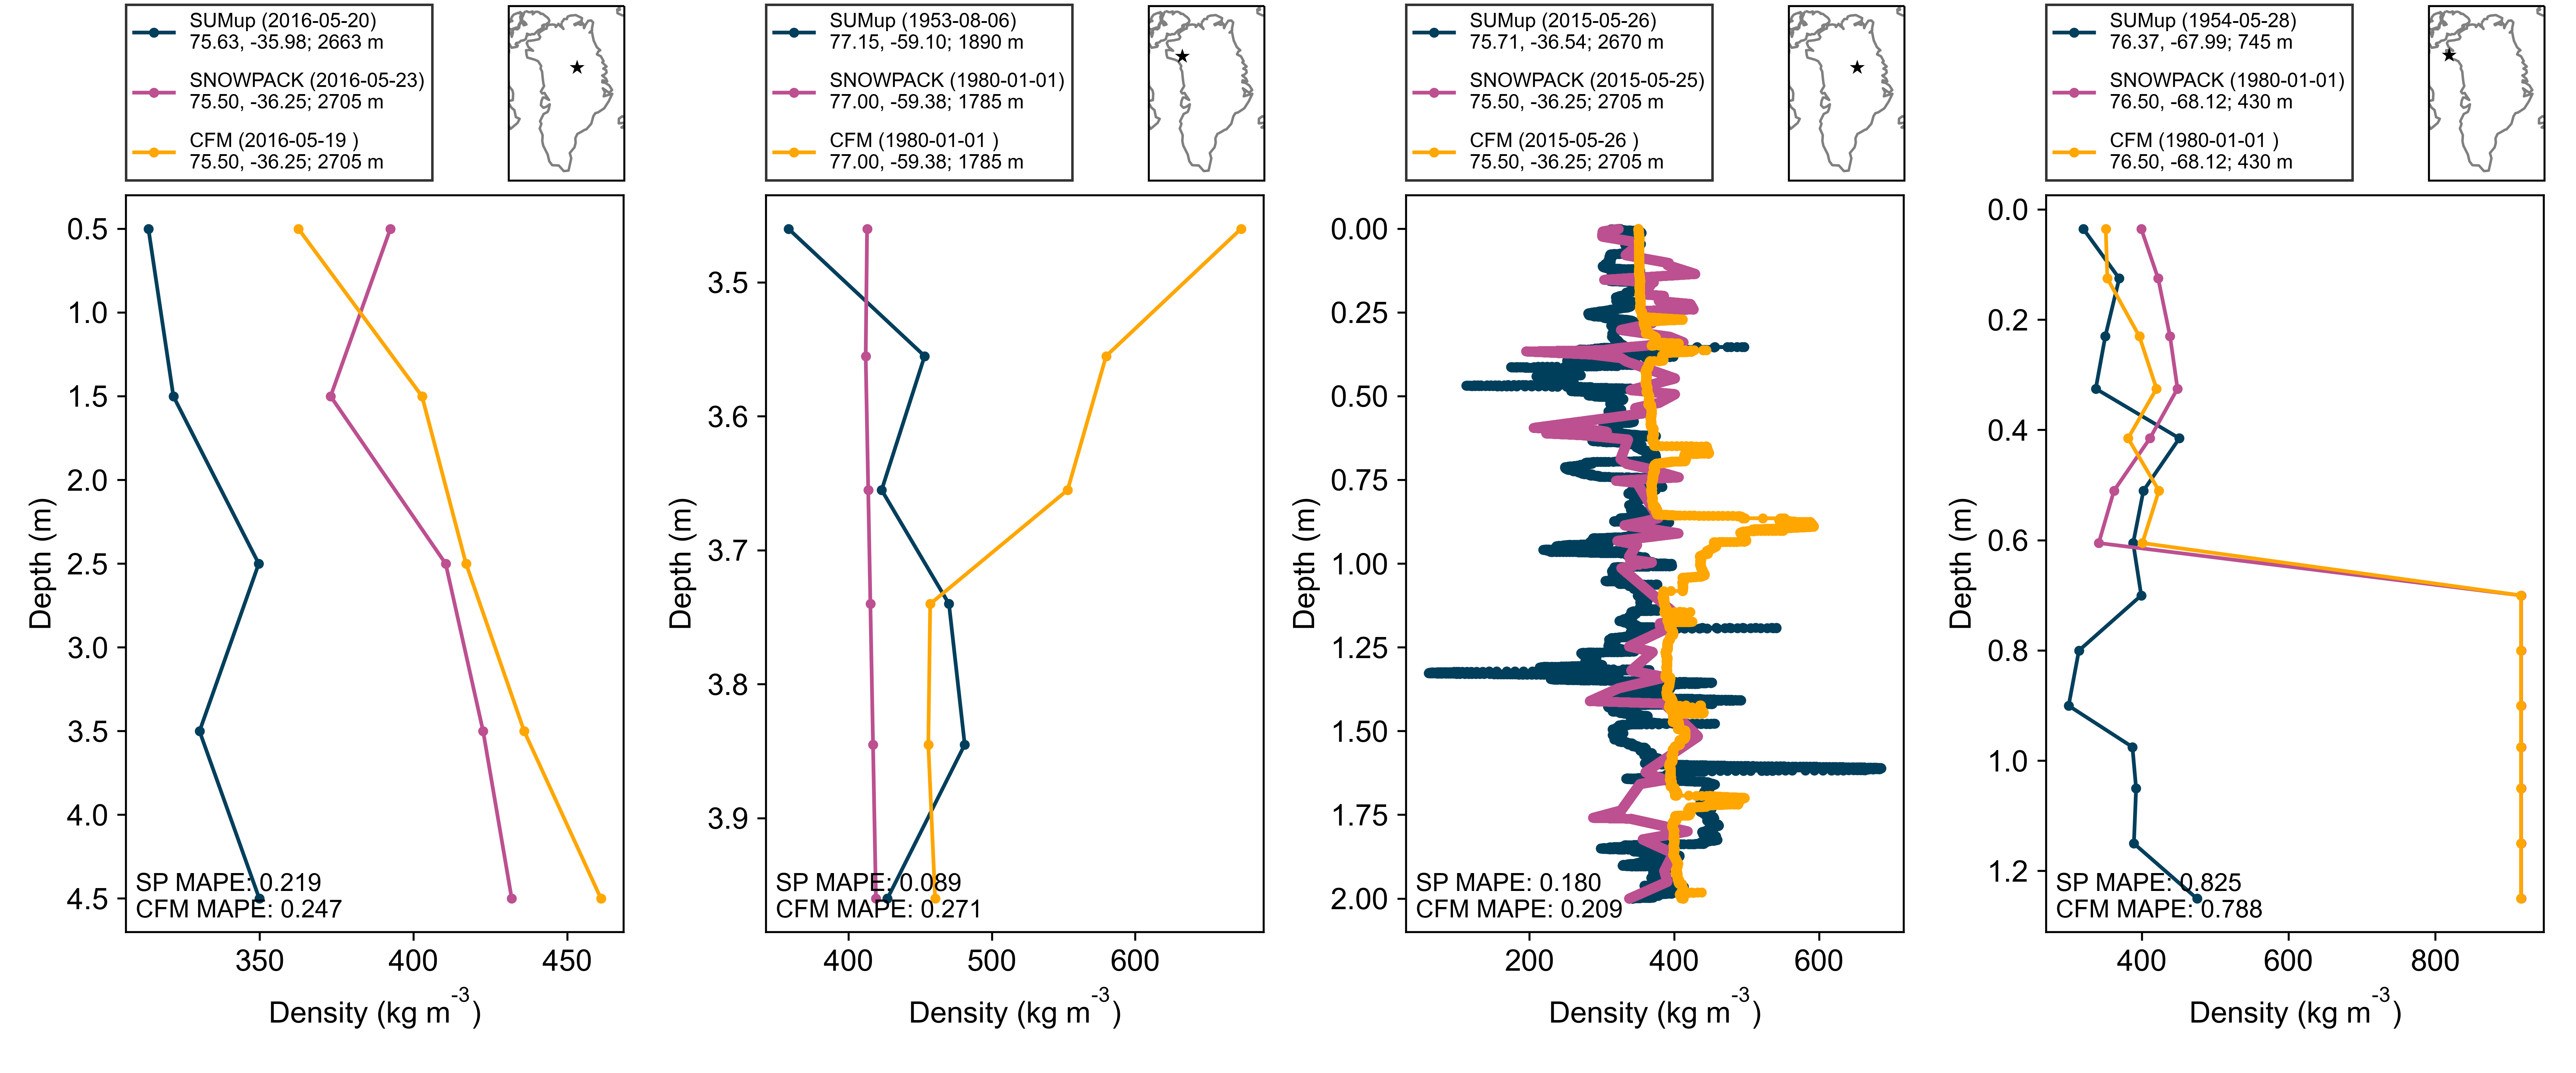 SUMup (2016-05-20)
75.63, -35.98; 2663 m
SNOWPACK (2016-05-23)
75.50, -36.25; 2705 m
CFM (2016-05-19 )
75.50, -36.25; 2705 m
0.5
1.0
1.5
2.0
2.5
3.0
3.5
4.0
4.5
Depth (m)
SP MAPE: 0.219
CFM MAPE: 0.247
350
400
450
Density (kg m⁻³)
SUMup (1953-08-06)
77.15, -59.10; 1890 m
SNOWPACK (1980-01-01)
77.00, -59.38; 1785 m
CFM (1980-01-01 )
77.00, -59.38; 1785 m
3.5
3.6
3.7
3.8
3.9
Depth (m)
SP MAPE: 0.089
CFM MAPE: 0.271
400
500
600
Density (kg m⁻³)
SUMup (2015-05-26)
75.71, -36.54; 2670 m
SNOWPACK (2015-05-25)
75.50, -36.25; 2705 m
CFM (2015-05-26 )
75.50, -36.25; 2705 m
0.00
0.25
0.50
0.75
1.00
1.25
1.50
1.75
2.00
Depth (m)
SP MAPE: 0.180
CFM MAPE: 0.209
200
400
600
Density (kg m⁻³)
SUMup (1954-05-28)
76.37, -67.99; 745 m
SNOWPACK (1980-01-01)
76.50, -68.12; 430 m
CFM (1980-01-01 )
76.50, -68.12; 430 m
0.0
0.2
0.4
0.6
0.8
1.0
1.2
Depth (m)
SP MAPE: 0.825
CFM MAPE: 0.788
400
600
800
Density (kg m⁻³)